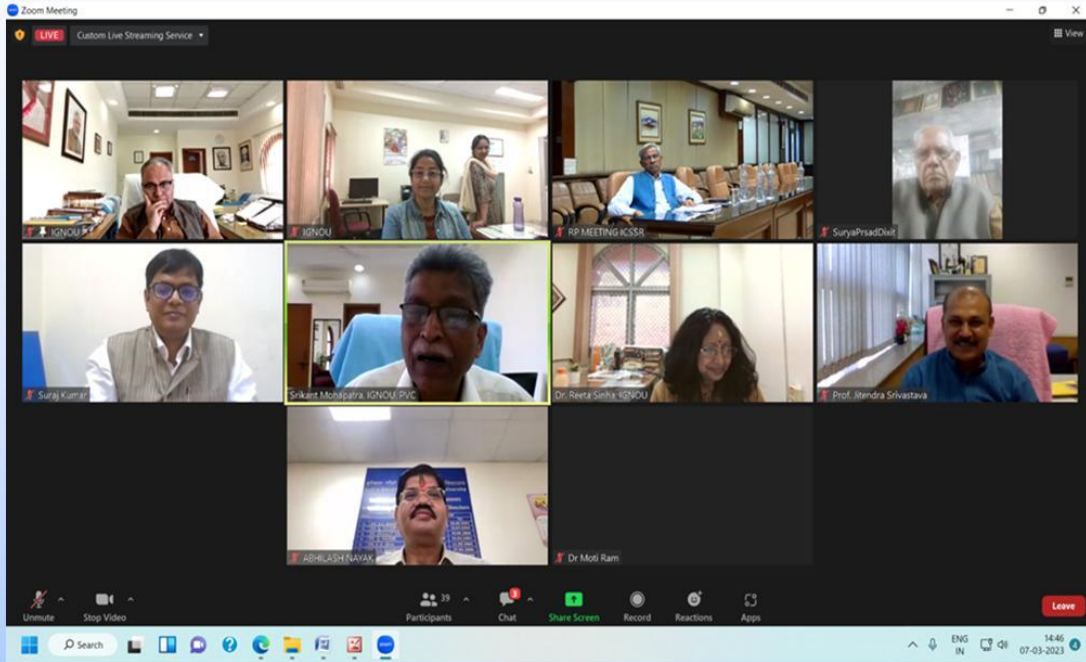 Zoom Meeting
LIVE
Custom Live Streaming Service
View
IGNOU
IGNOU
RP MEETING ICSSR
SuryaPrsadDixit
Suraj Kumar
Srikant Mohapatra, IGNOU, PVC
Dr. Reeta Sinha, IGNOU
Prof. Jitendra Srivastava
ABHILASH NAYAK
Dr Moti Ram
Unmute
Stop Video
39
Participants
3
Chat
Share Screen
Record
Reactions
Apps
Leave
Search
ENG
IN
14:46
07-03-2023
4